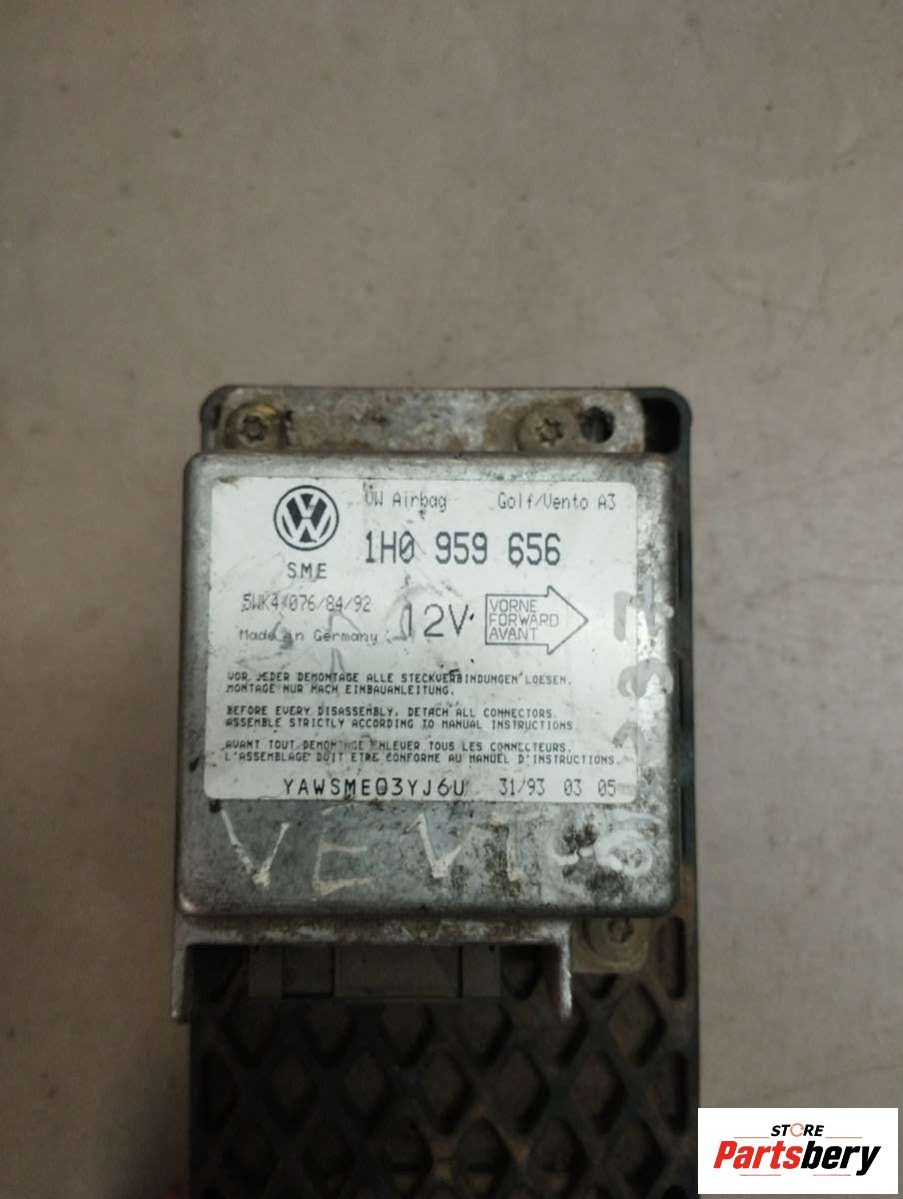 VW Airbag Golf/Vento A3
1H0 959 656
SME
5WK4 076/84/92 12V
VORNE
FORWARD
AVANT
Made in Germany
VOR JEDER DEMONTAGE ALLE STECKVERBINDUNGEN LOESEN.
MONTAGE NUR NACH EINBAUANLEITUNG.
BEFORE EVERY DISASSEMBLY, DETACH ALL CONNECTORS.
ASSEMBLE STRICTLY ACCORDING TO MANUAL INSTRUCTIONS
AVANT TOUT DEMONTAGE ENLEVER TOUS LES CONNECTEURS.
L'ASSEMBLAGE DOIT ETRE CONFORME AU MANUEL D'INSTRUCTIONS.
YAWSME03YJ6U 31/93 03 05
STORE
Partsbery